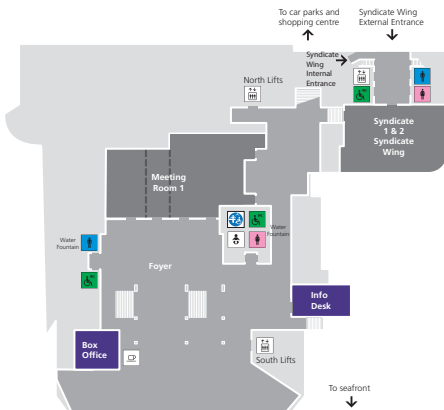 To car parks and
shopping centre
Syndicate Wing
External Entrance
Syndicate
Wing
Internal
Entrance
North Lifts
Syndicate
1 & 2
Syndicate
Wing
Meeting
Room 1
Water
Fountain
Water
Fountain
Foyer
Info
Desk
Box
Office
South Lifts
To seafront